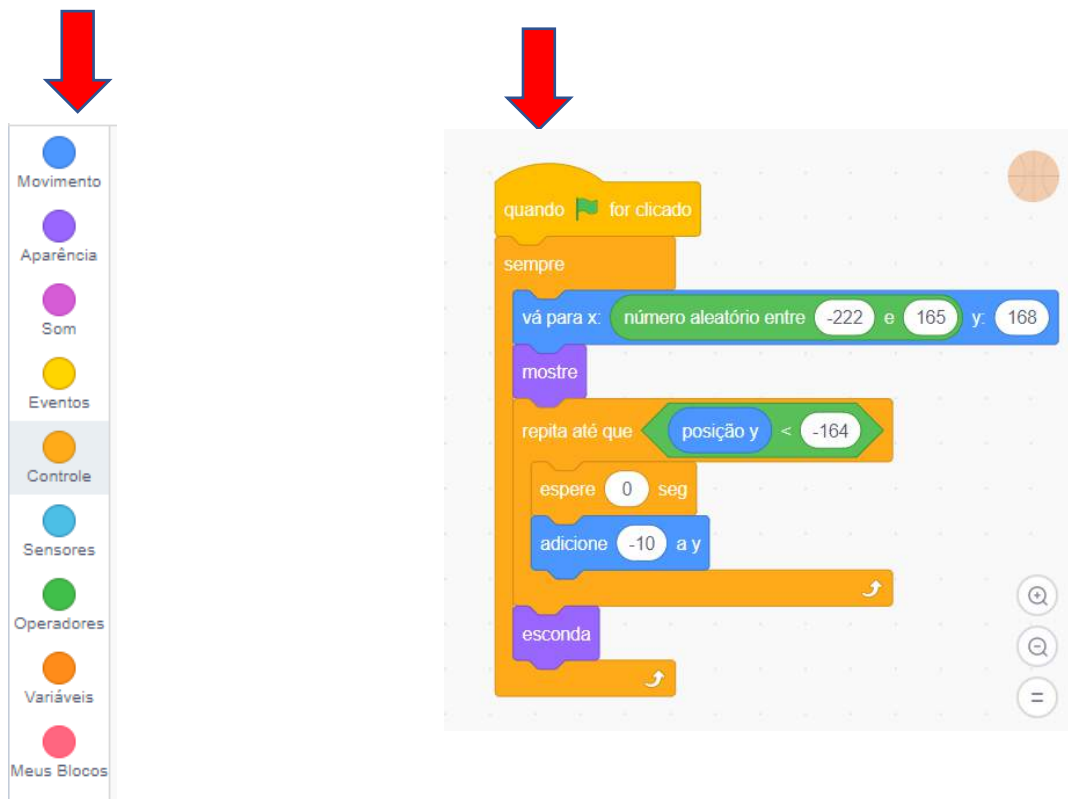 Movimento
Aparência
Som
Eventos
Controle
Sensores
Operadores
Variáveis
Meus Blocos
quando for clicado
sempre
vá para x: número aleatório entre -222 e 165 y: 168
mostre
repita até que posição y < -164
espere 0 seg
adicione -10 a y
esconda
=